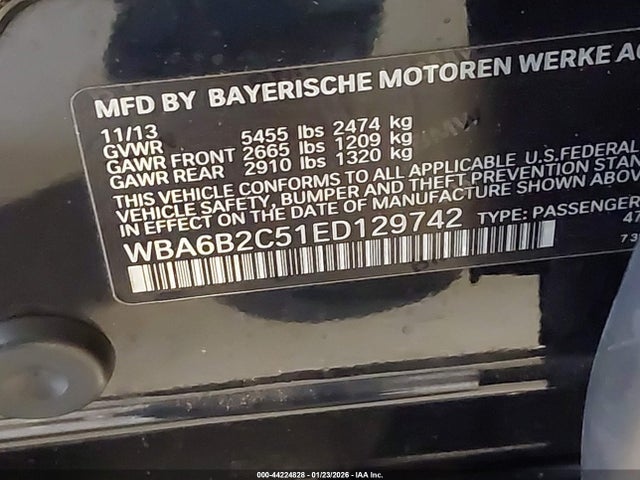 MFD BY BAYERISCHE MOTOREN WERKE AG
11/13
GVWR 5455 lbs 2474 kg
GAWR FRONT 2665 lbs 1209 kg
GAWR REAR 2910 lbs 1320 kg
THIS VEHICLE CONFORMS TO ALL APPLICABLE U.S.FEDERAL
VEHICLE SAFETY, BUMPER AND THEFT PREVENTION STAN
IN EFFECT ON THE DATE OF MANUFACTURE SHOWN ABOV
WBA6B2C51ED129742 TYPE: PASSENGER
47
73
000-44224828 - 01/23/2026 - IAA Inc.